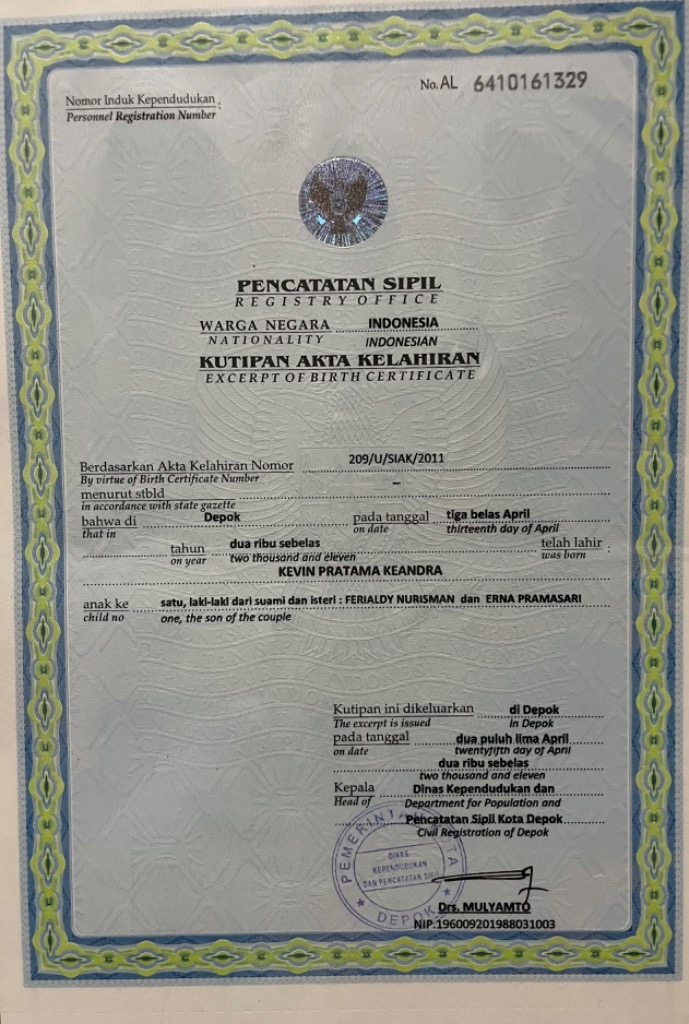 No. AL 6410161329
Nomor Induk Kependudukan :
Personnel Registration Number
PENCATATAN SIPIL
REGISTRY OFFICE
WARGA NEGARA INDONESIA
NATIONALITY INDONESIAN
KUTIPAN AKTA KELAHIRAN
EXCERPT OF BIRTH CERTIFICATE
Berdasarkan Akta Kelahiran Nomor 209/U/SIAK/2011
By virtue of Birth Certificate Number
menurut stbld –
in accordance with state gazette
bahwa di Depok pada tanggal tiga belas April
that in on date thirteenth day of April
tahun dua ribu sebelas telah lahir :
on year two thousand and eleven was born
KEVIN PRATAMA KEANDRA
anak ke satu, laki-laki dari suami dan isteri : FERIALDY NURISMAN dan ERNA PRAMASARI
child no one, the son of the couple
Kutipan ini dikeluarkan di Depok
The excerpt is issued in Depok
pada tanggal dua puluh lima April
on date twentyfifth day of April
dua ribu sebelas
two thousand and eleven
Kepala Dinas Kependudukan dan
Head of Department for Population and
Pencatatan Sipil Kota Depok
Civil Registration of Depok
PEMERINTAH KOTA
DINAS
KEPENDUDUKAN
DAN PENCATATAN SIPIL
DEPOK
Drs. MULYAMTO
NIP.196009201988031003